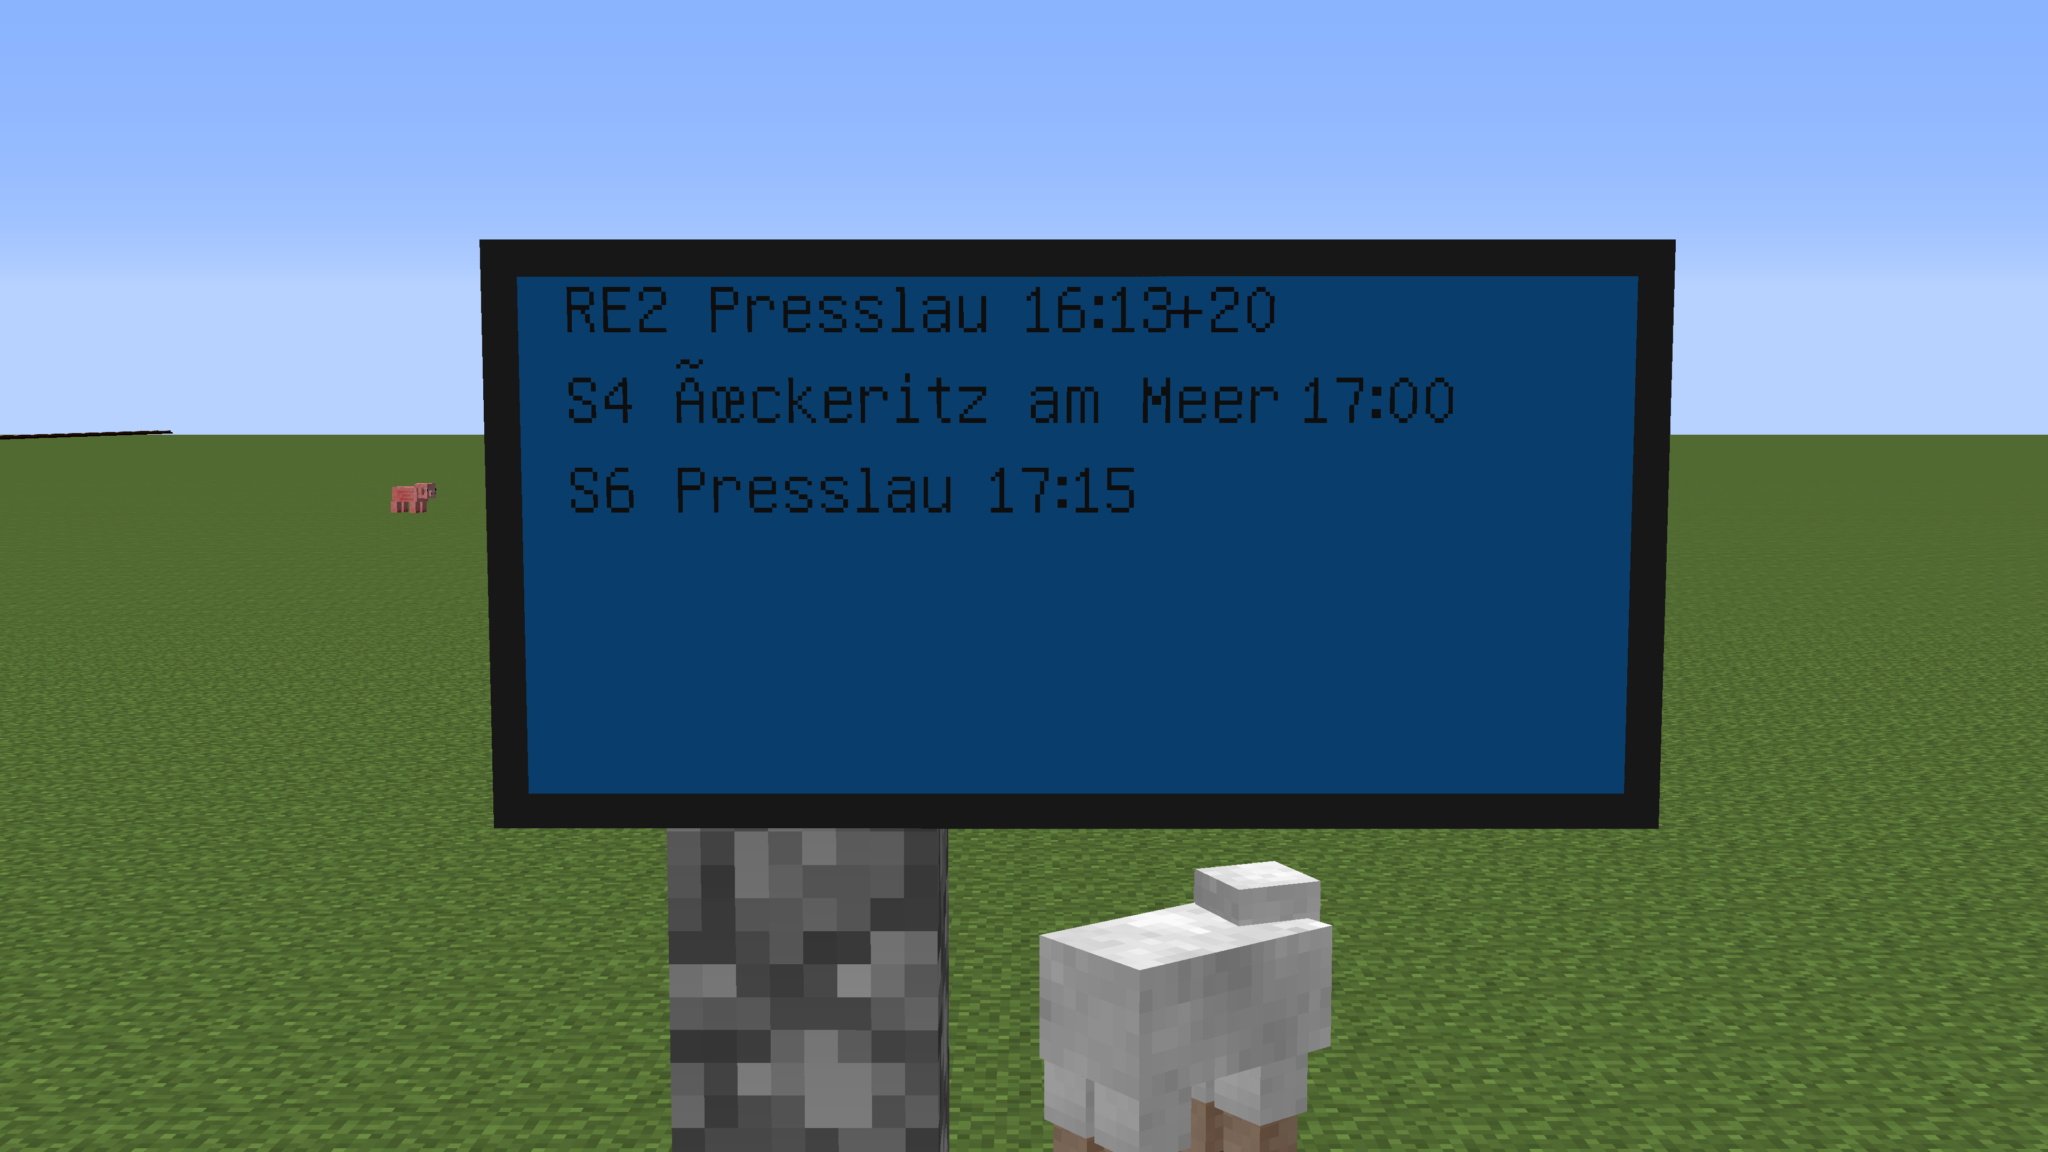 RE2 Presslau 16:13+20
S4 Ãœckeritz am Meer 17:00
S6 Presslau 17:15